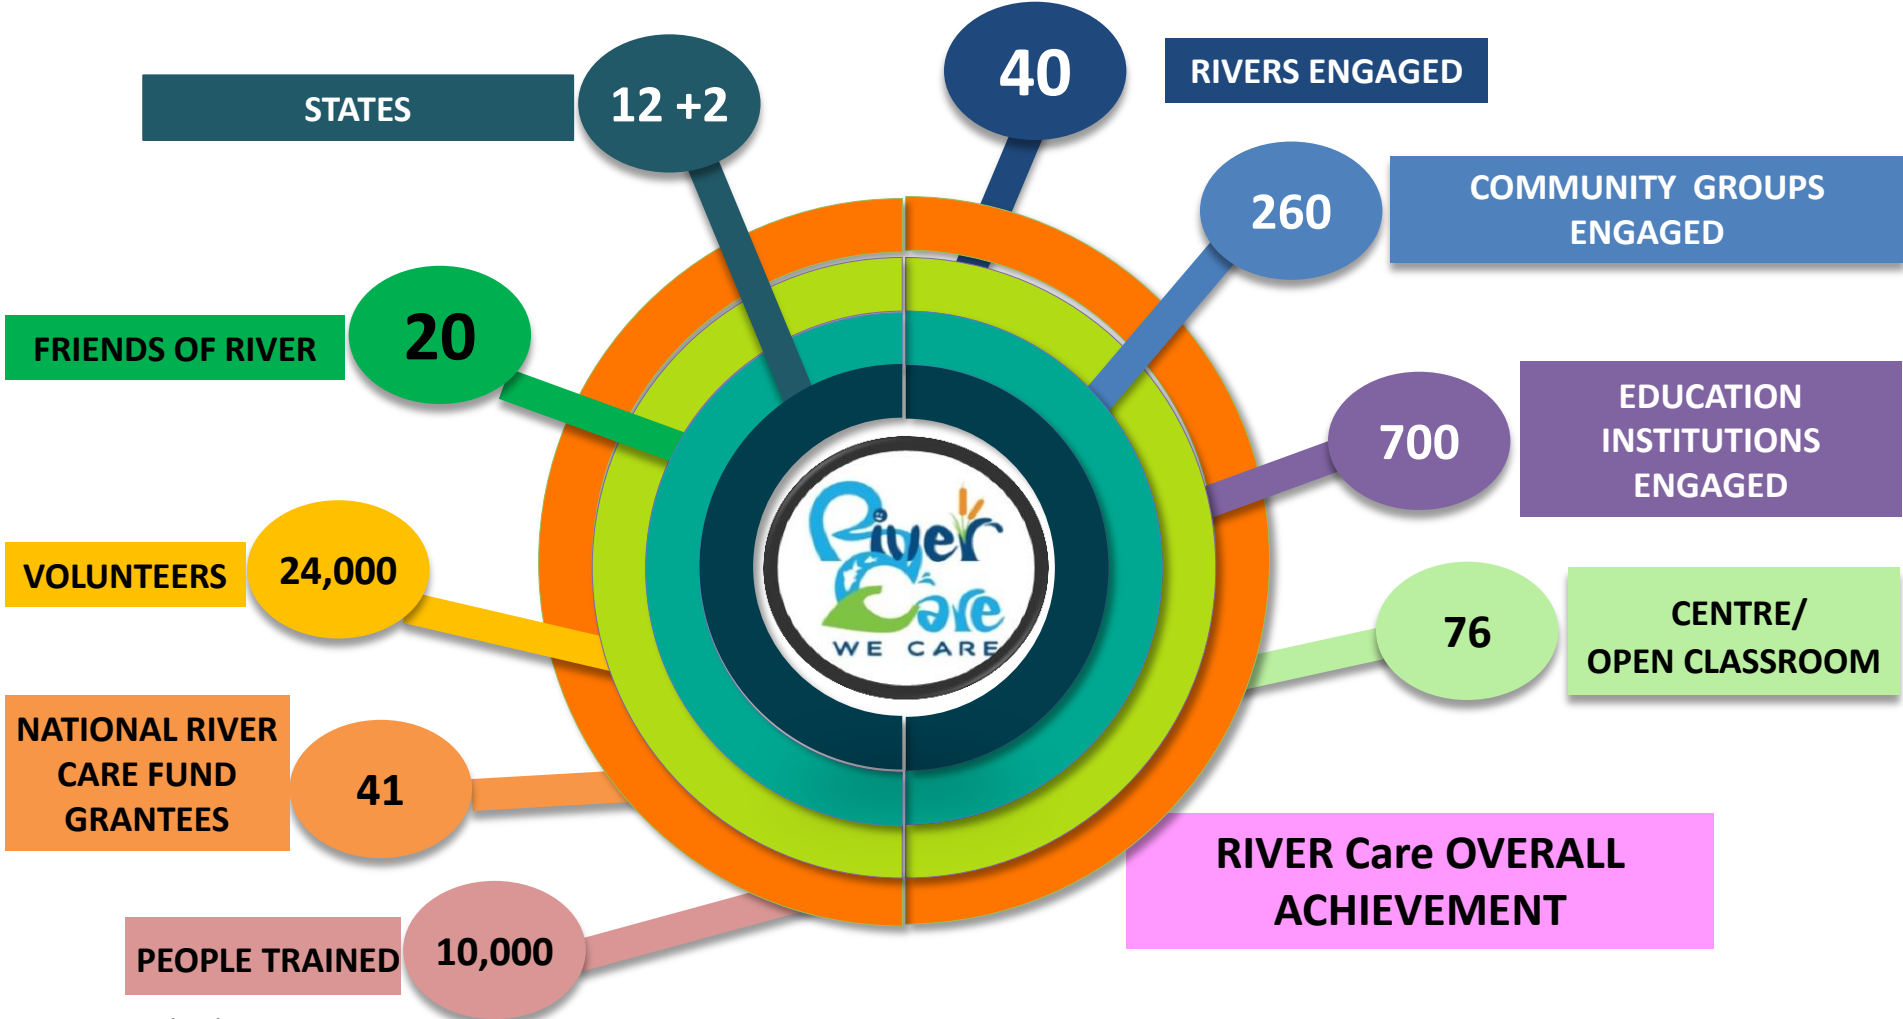 STATES
12 +2
40
RIVERS ENGAGED
260
COMMUNITY GROUPS
ENGAGED
FRIENDS OF RIVER
20
700
EDUCATION
INSTITUTIONS
ENGAGED
VOLUNTEERS
24,000
River
Care
WE CARE
76
CENTRE/
OPEN CLASSROOM
NATIONAL RIVER
CARE FUND
GRANTEES
41
RIVER Care OVERALL
ACHIEVEMENT
PEOPLE TRAINED
10,000